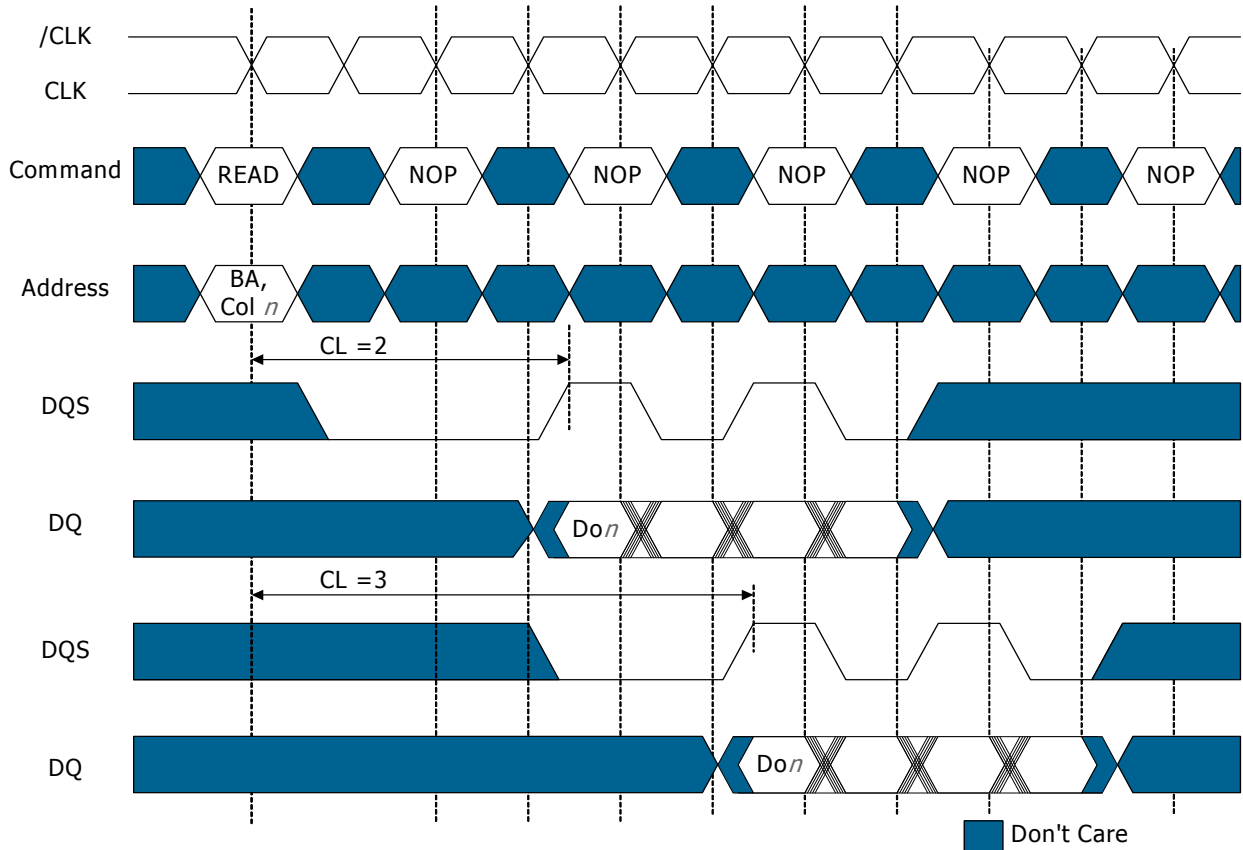 /CLK
CLK
Command
READ
NOP
NOP
NOP
NOP
NOP
Address
BA,
Col n
CL =2
DQS
DQ
Don
CL =3
DQS
DQ
Don
Don't Care